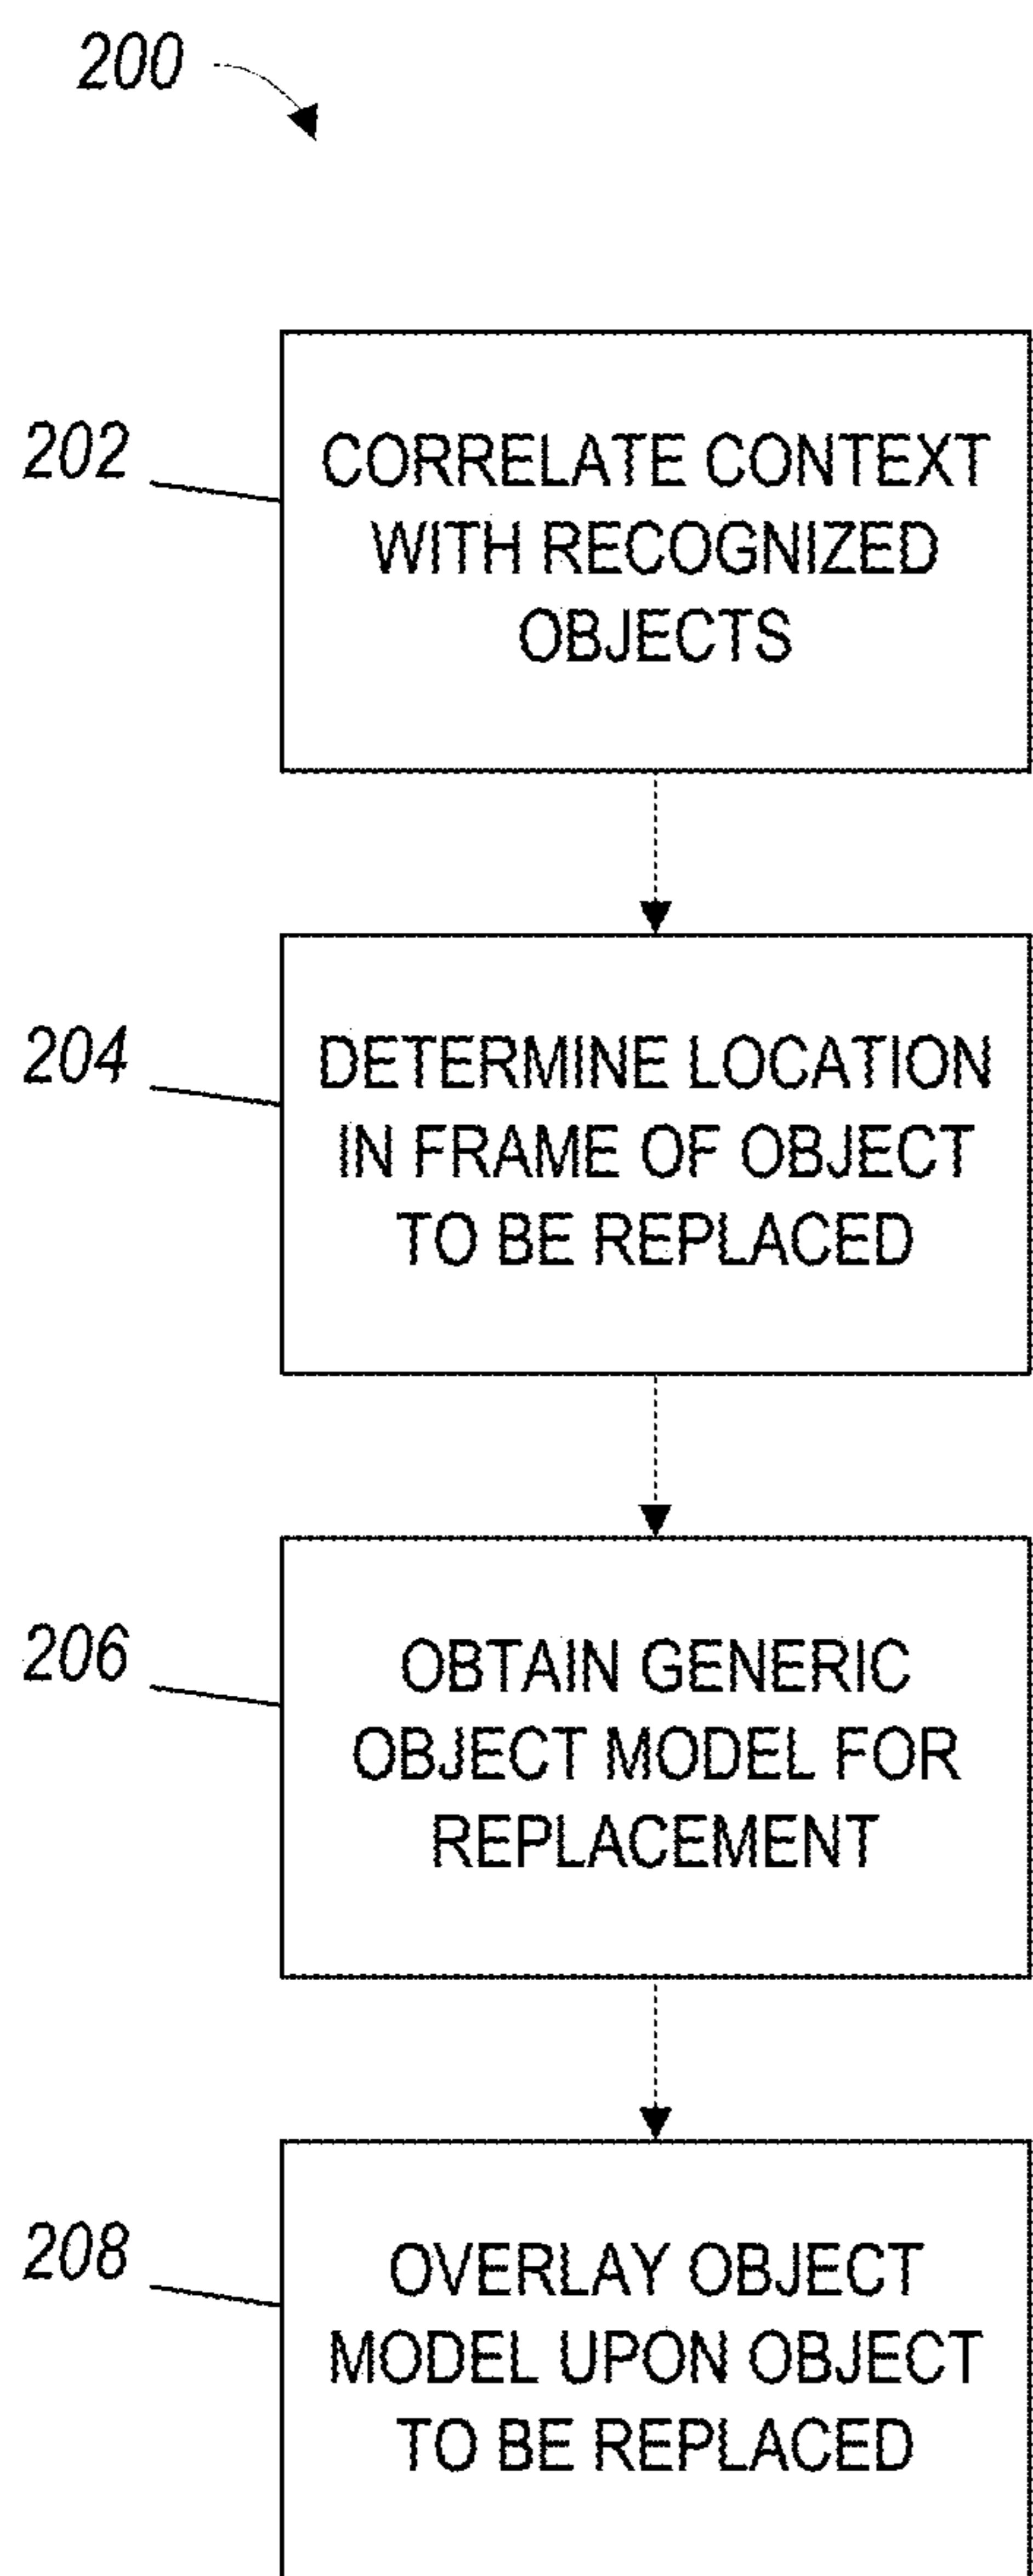 200
202
CORRELATE CONTEXT
WITH RECOGNIZED
OBJECTS
204
DETERMINE LOCATION
IN FRAME OF OBJECT
TO BE REPLACED
206
OBTAIN GENERIC
OBJECT MODEL FOR
REPLACEMENT
208
OVERLAY OBJECT
MODEL UPON OBJECT
TO BE REPLACED